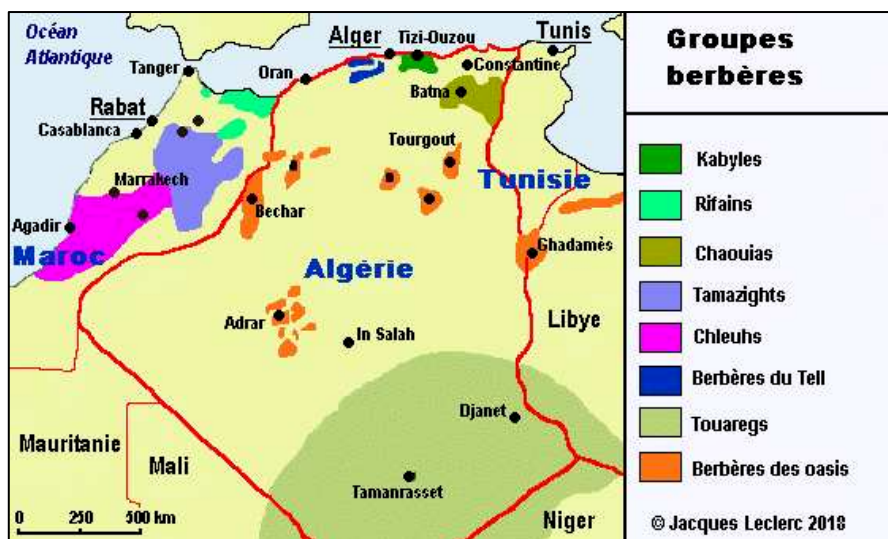 Océan
Atlantique
Tanger
Rabat
Casablanca
Marrakech
Agadir
Maroc
Oran
Alger
Tizi-Ouzou
Tunis
Constantine
Batna
Tourgout
Tunisie
Bechar
Ghadamès
Algérie
Adrar
In Salah
Libye
Djanet
Mauritanie
Mali
Tamanrasset
Niger
0 250 500 km
Groupes
berbères
Kabyles
Rifains
Chaouias
Tamazights
Chleuhs
Berbères du Tell
Touaregs
Berbères des oasis
© Jacques Leclerc 2018